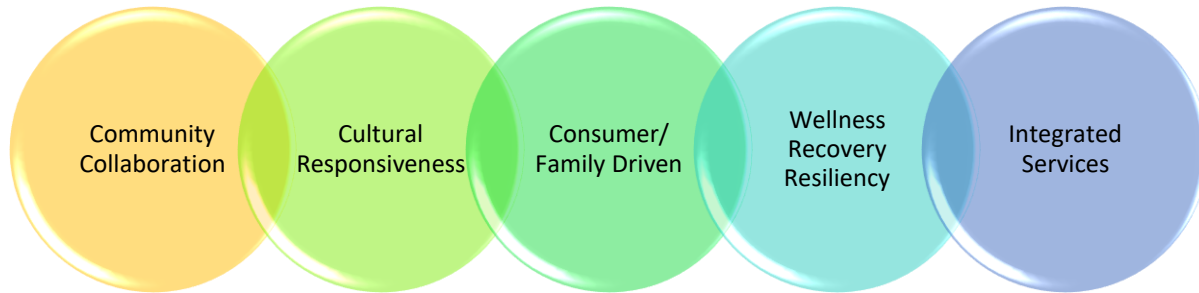 Community
Collaboration
Cultural
Responsiveness
Consumer/
Family Driven
Wellness
Recovery
Resiliency
Integrated
Services